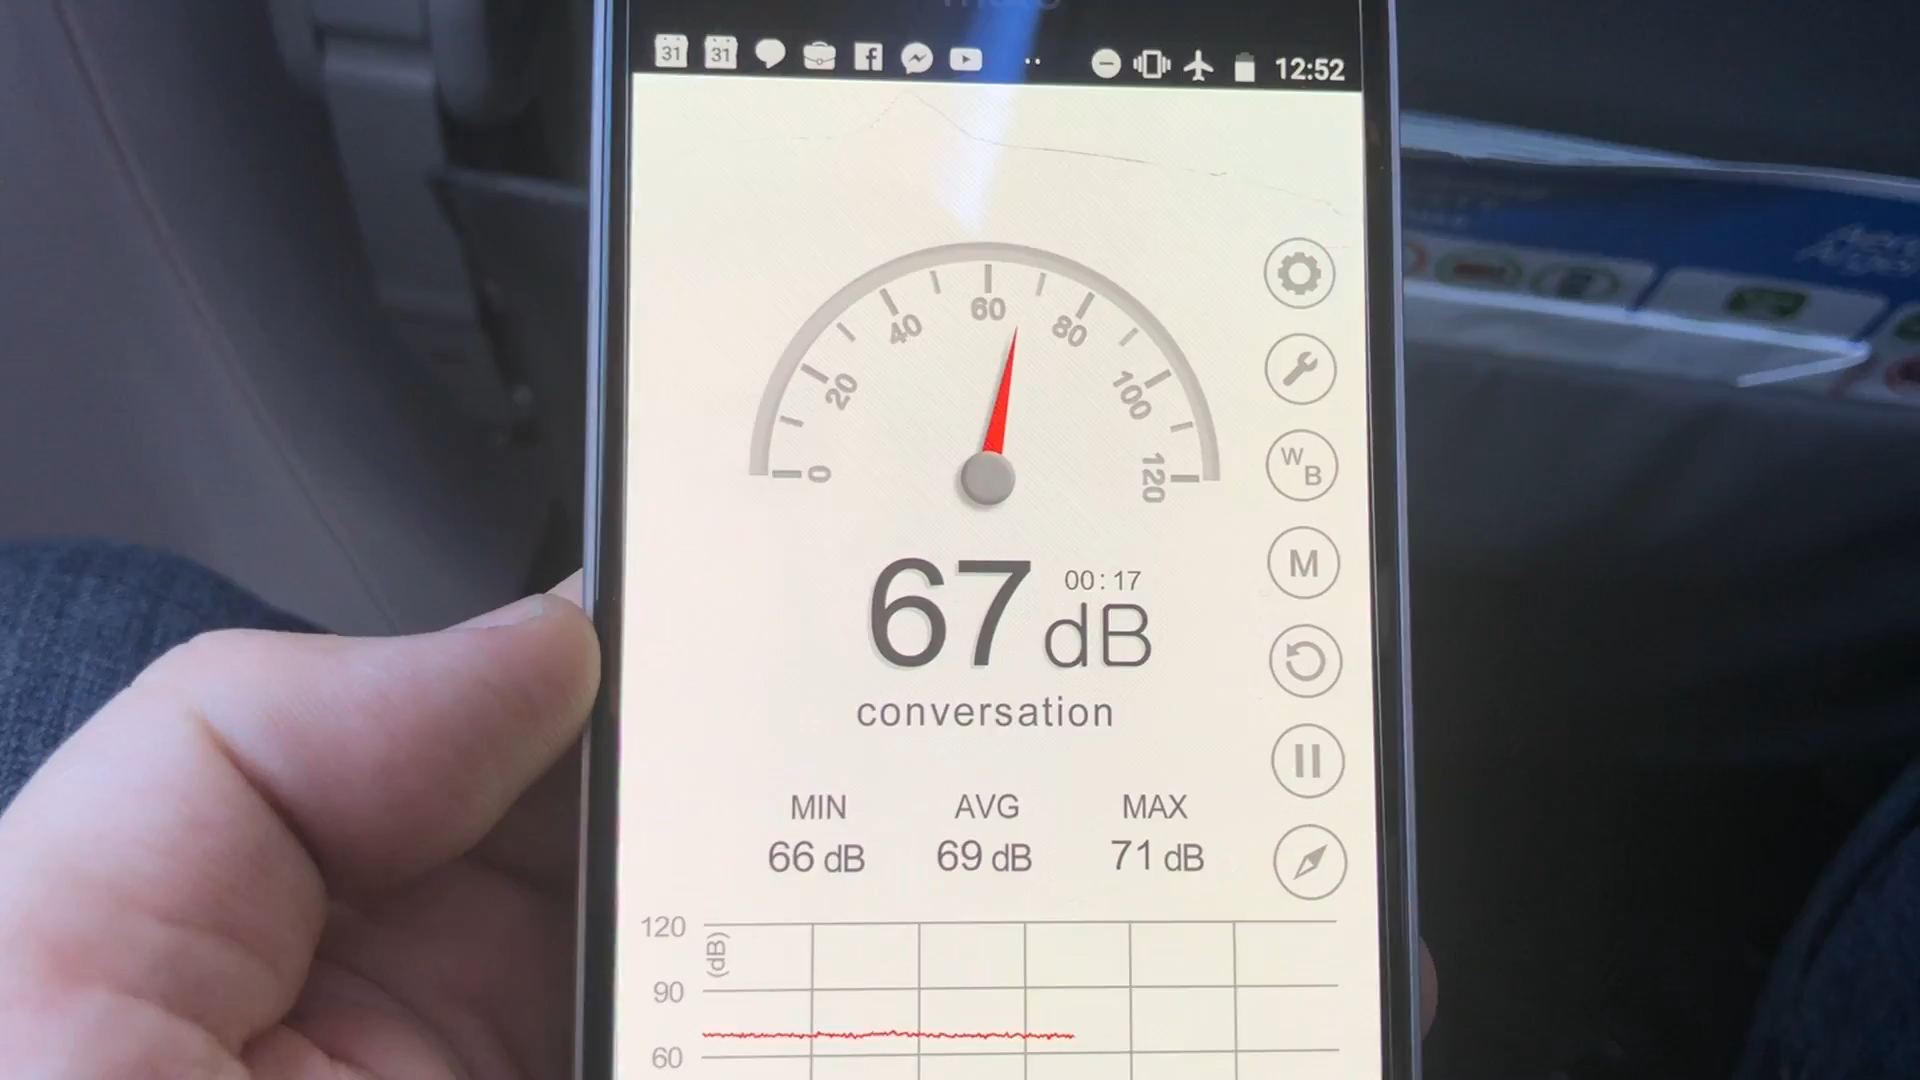 31 31 12:52
0 20 40 60 80 100 120
W
B
M
67 dB 00:17
conversation
MIN AVG MAX
66 dB 69 dB 71 dB
120
(dB)
90
60